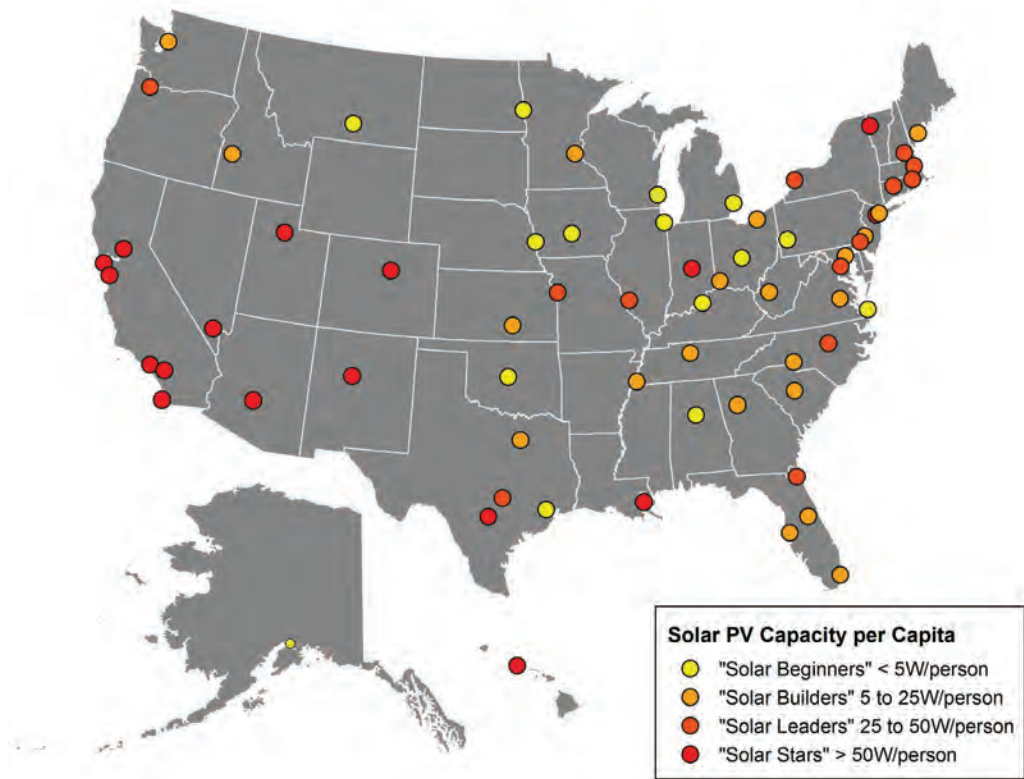 Solar PV Capacity per Capita
"Solar Beginners" < 5W/person
"Solar Builders" 5 to 25W/person
"Solar Leaders" 25 to 50W/person
"Solar Stars" > 50W/person